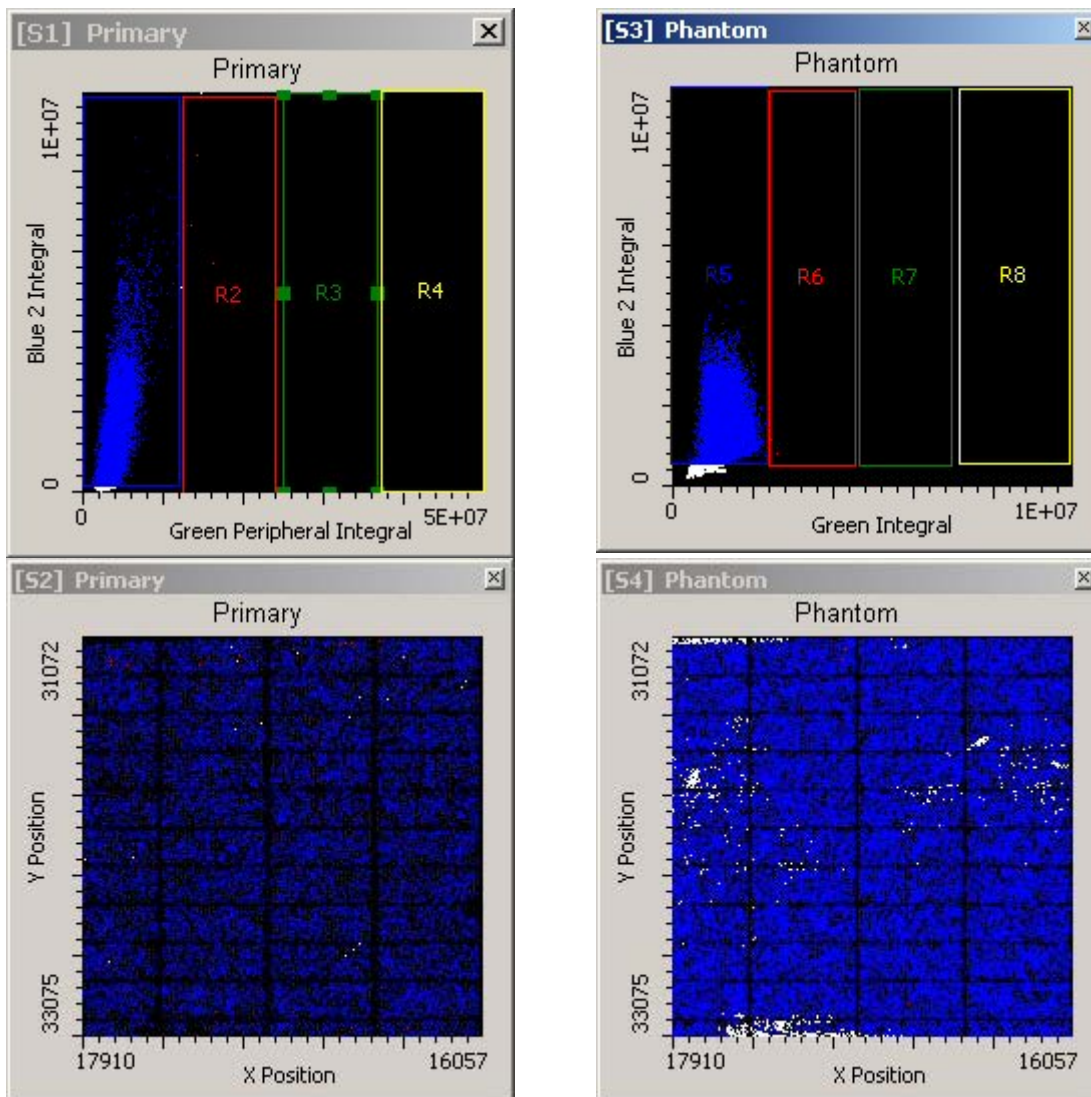 [S1] Primary
Primary
1E+07
Blue 2 Integral
0
R2
R3
R4
0
5E+07
Green Peripheral Integral
[S3] Phantom
Phantom
1E+07
Blue 2 Integral
0
R5
R6
R7
R8
0
1E+07
Green Integral
[S2] Primary
Primary
31072
Y Position
33075
17910
16057
X Position
[S4] Phantom
Phantom
31072
Y Position
33075
17910
16057
X Position